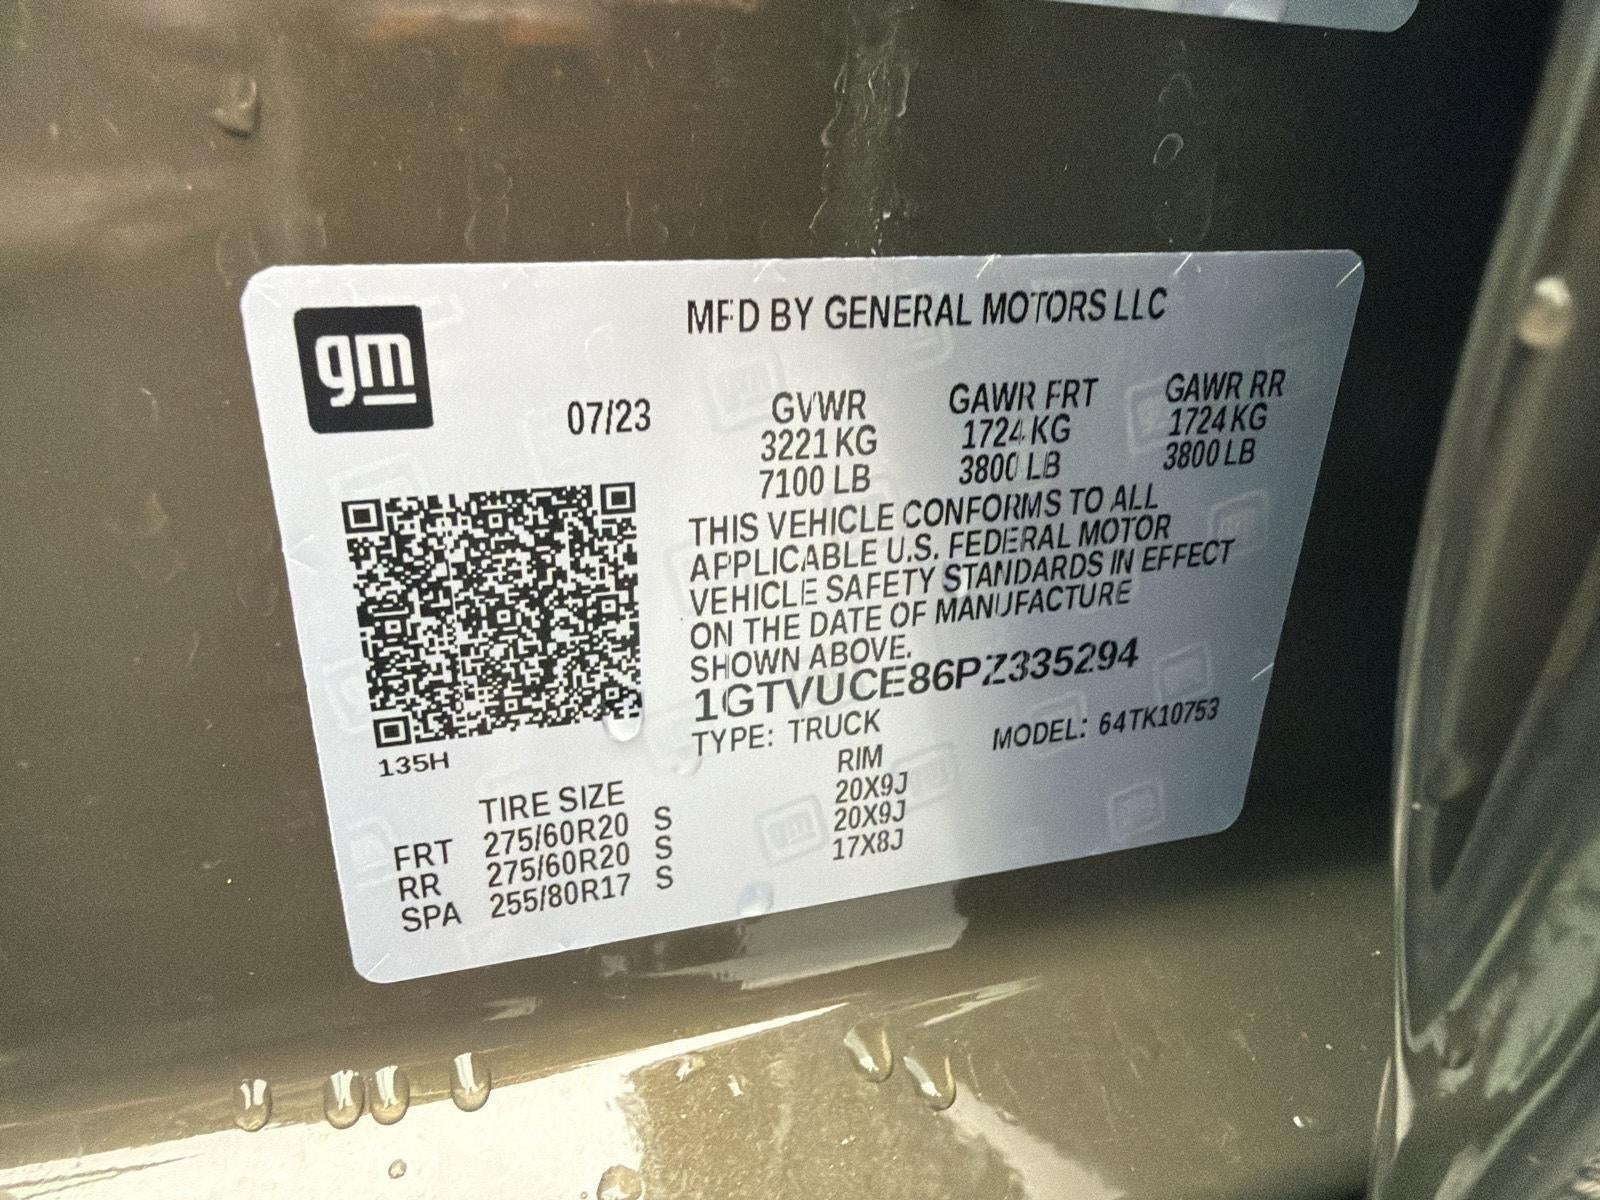 gm
MFD BY GENERAL MOTORS LLC
07/23
GVWR GAWR FRT GAWR RR
3221 KG 1724 KG 1724 KG
7100 LB 3800 LB 3800 LB
THIS VEHICLE CONFORMS TO ALL
APPLICABLE U.S. FEDERAL MOTOR
VEHICLE SAFETY STANDARDS IN EFFECT
ON THE DATE OF MANUFACTURE
SHOWN ABOVE.
1GTVUCE86PZ335294
TYPE: TRUCK MODEL: 64TK10753
135H
TIRE SIZE RIM
FRT 275/60R20 S 20X9J
RR 275/60R20 S 20X9J
SPA 255/80R17 S 17X8J